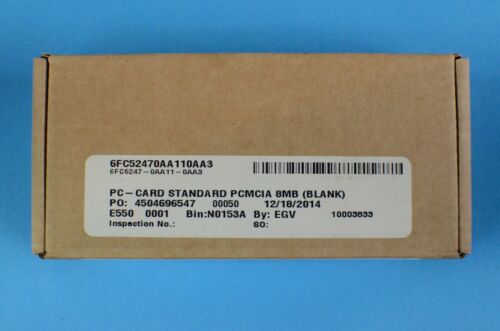 6FC52470AA110AA3
6FC5247-0AA11-0AA3
PC-CARD STANDARD PCMCIA 8MB (BLANK)
PO: 4504696547 00050 12/18/2014
E550 0001 Bin:N0153A By: EGV 10003633
Inspection No.: SO: